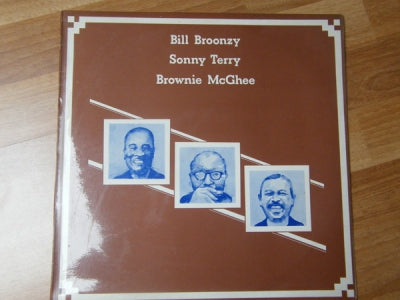 Bill Broonzy
Sonny Terry
Brownie McGhee